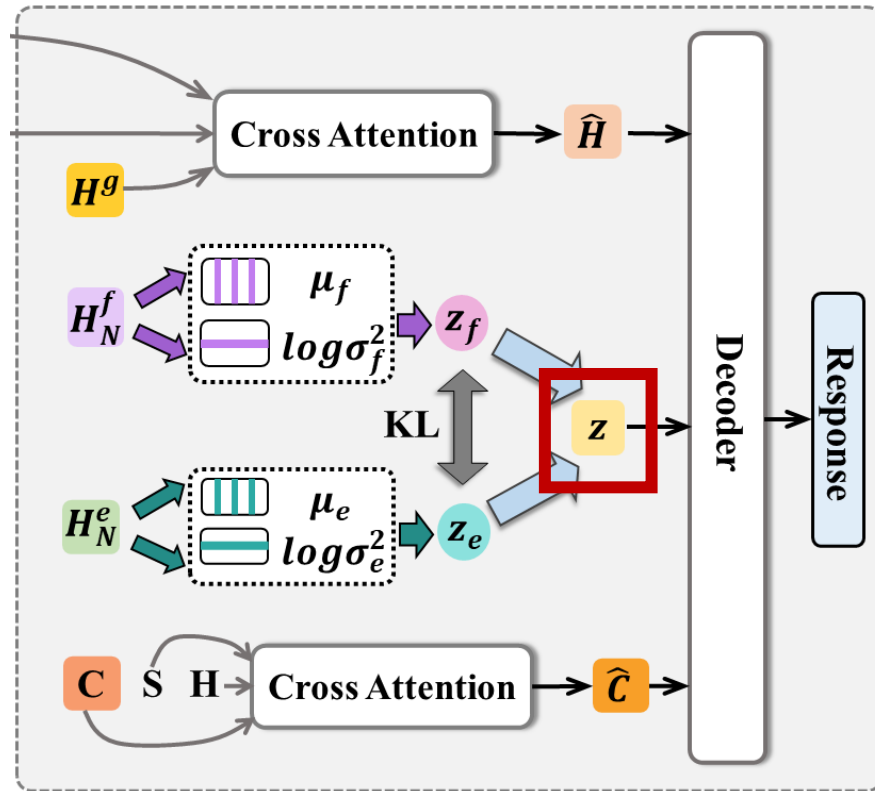 Cross Attention
Ĥ
H^g
H_N^f
μ_f
logσ_f^2
z_f
KL
z
H_N^e
μ_e
logσ_e^2
z_e
C
S
H
Cross Attention
Ĉ
Decoder
Response